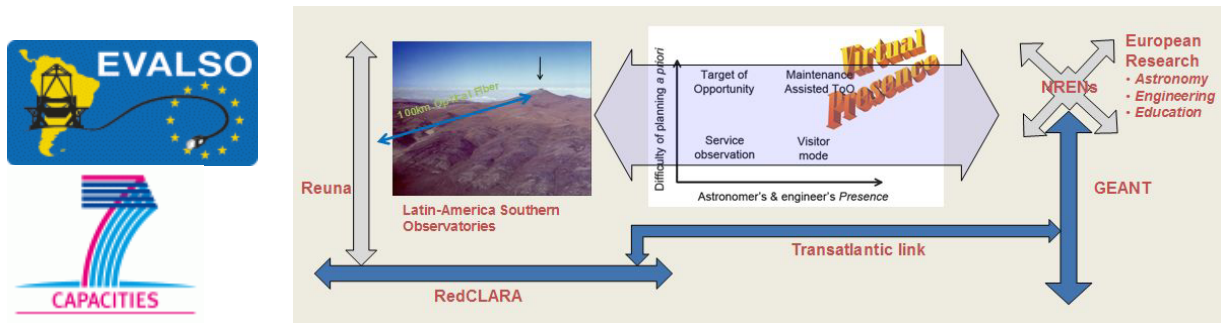 EVALSO
7
CAPACITIES
Reuna
100km Optical Fiber
Latin-America Southern
Observatories
RedCLARA
Difficulty of planning a priori
Target of
Opportunity
Maintenance
Assisted ToO
Service
observation
Visitor
mode
Astronomer's & engineer's Presence
Virtual
Presence
Transatlantic link
NRENs
European
Research
• Astronomy
• Engineering
• Education
GEANT